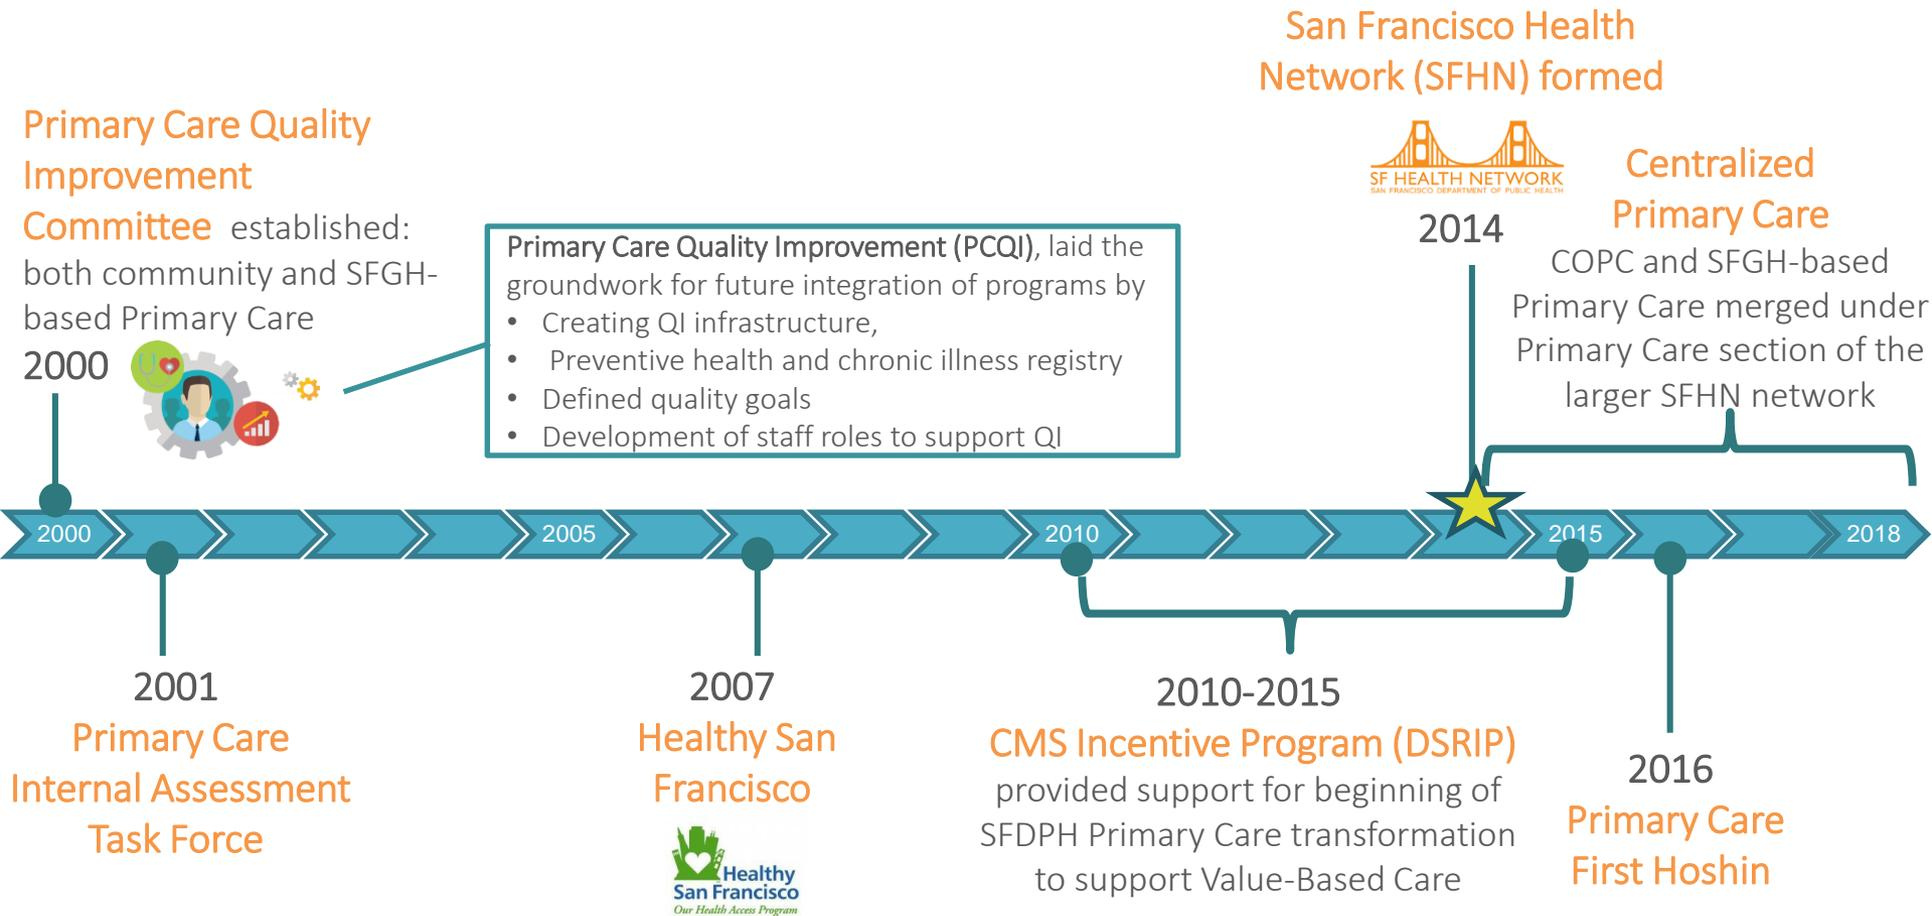 San Francisco Health
Network (SFHN) formed
SF HEALTH NETWORK
SAN FRANCISCO DEPARTMENT OF PUBLIC HEALTH
2014
Primary Care Quality
Improvement
Committee established:
both community and SFGH-
based Primary Care
2000
Primary Care Quality Improvement (PCQI), laid the
groundwork for future integration of programs by
• Creating QI infrastructure,
• Preventive health and chronic illness registry
• Defined quality goals
• Development of staff roles to support QI
Centralized
Primary Care
COPC and SFGH-based
Primary Care merged under
Primary Care section of the
larger SFHN network
2000 2005 2010 2015 2018
2001
Primary Care
Internal Assessment
Task Force
2007
Healthy San
Francisco
Healthy
San Francisco
Our Health Access Program
2010-2015
CMS Incentive Program (DSRIP)
provided support for beginning of
SFDPH Primary Care transformation
to support Value-Based Care
2016
Primary Care
First Hoshin